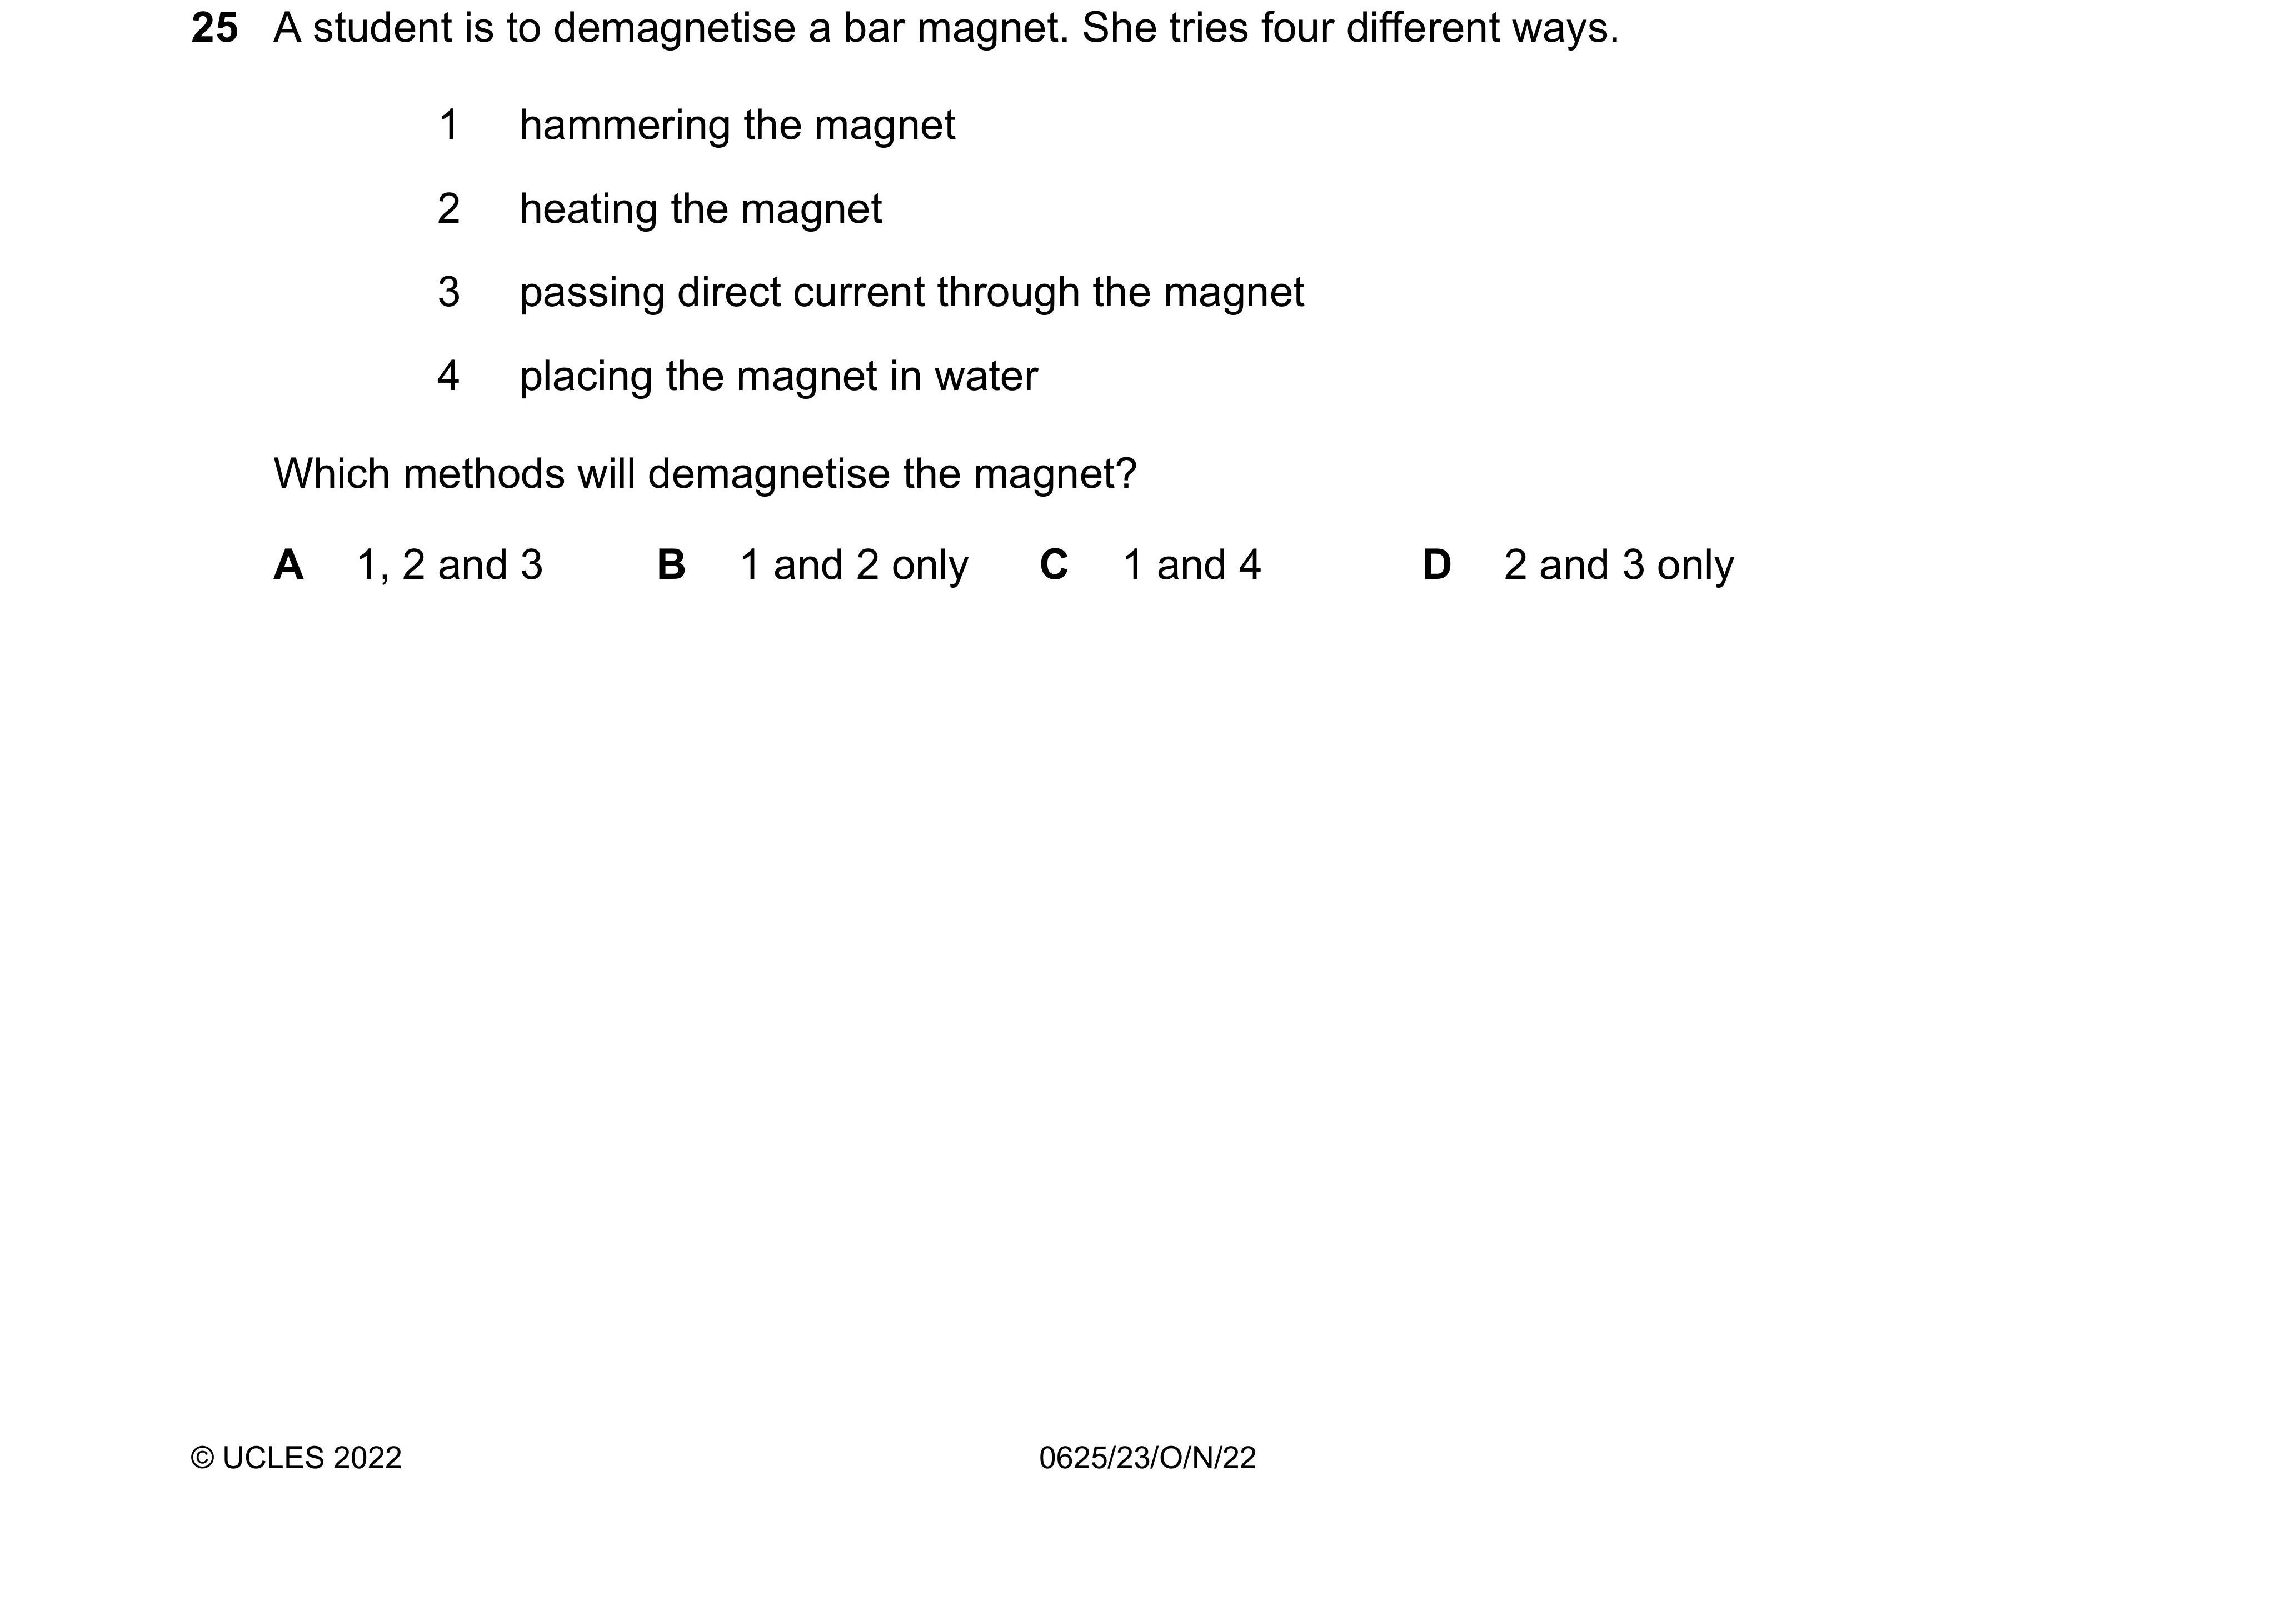 25 A student is to demagnetise a bar magnet. She tries four different ways.
1 hammering the magnet
2 heating the magnet
3 passing direct current through the magnet
4 placing the magnet in water
Which methods will demagnetise the magnet?
A 1, 2 and 3 B 1 and 2 only C 1 and 4 D 2 and 3 only
© UCLES 2022 0625/23/O/N/22